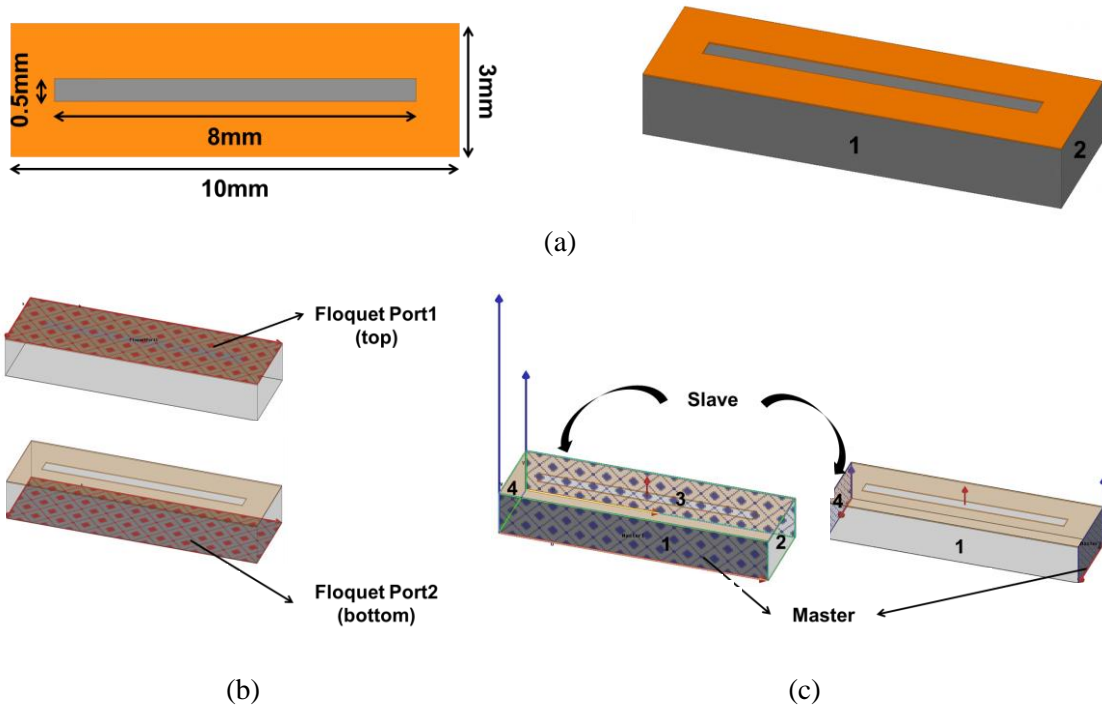 0.5mm
8mm
10mm
3mm
1
2
(a)
Floquet Port1
(top)
Floquet Port2
(bottom)
Slave
4
3
1
2
4
1
Master
(b)
(c)